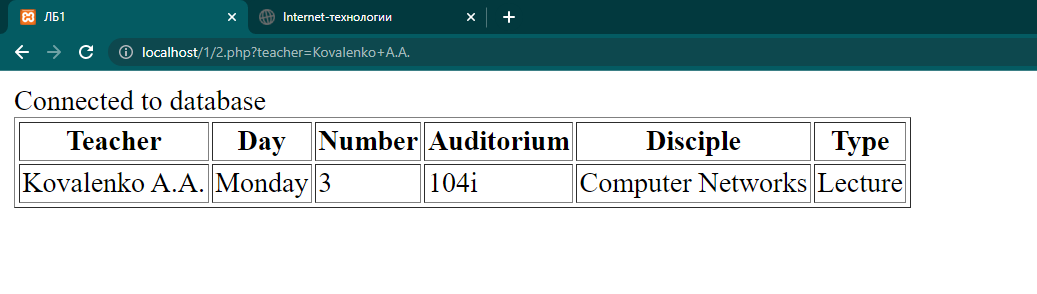 ЛБ1 Internet-технологии
localhost/1/2.php?teacher=Kovalenko+A.A.
Connected to database
Teacher Day Number Auditorium Disciple Type
Kovalenko A.A. Monday 3 104i Computer Networks Lecture